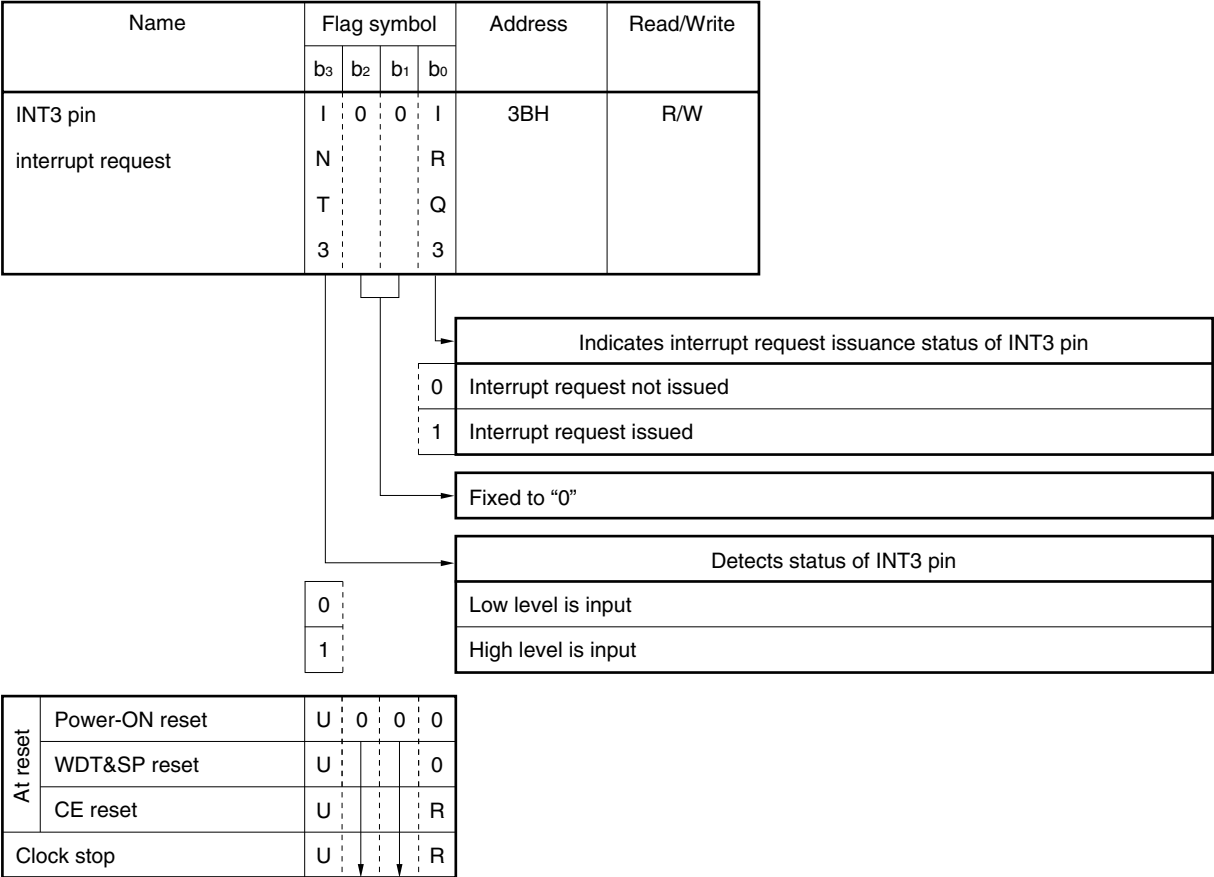 Name Flag symbol Address Read/Write
b3 b2 b1 b0
INT3 pin I 0 0 I 3BH R/W
interrupt request N R
T Q
3 3
Indicates interrupt request issuance status of INT3 pin
0 Interrupt request not issued
1 Interrupt request issued
Fixed to “0”
Detects status of INT3 pin
0 Low level is input
1 High level is input
At reset
Power-ON reset U 0 0 0
WDT&SP reset U 0
CE reset U R
Clock stop U R